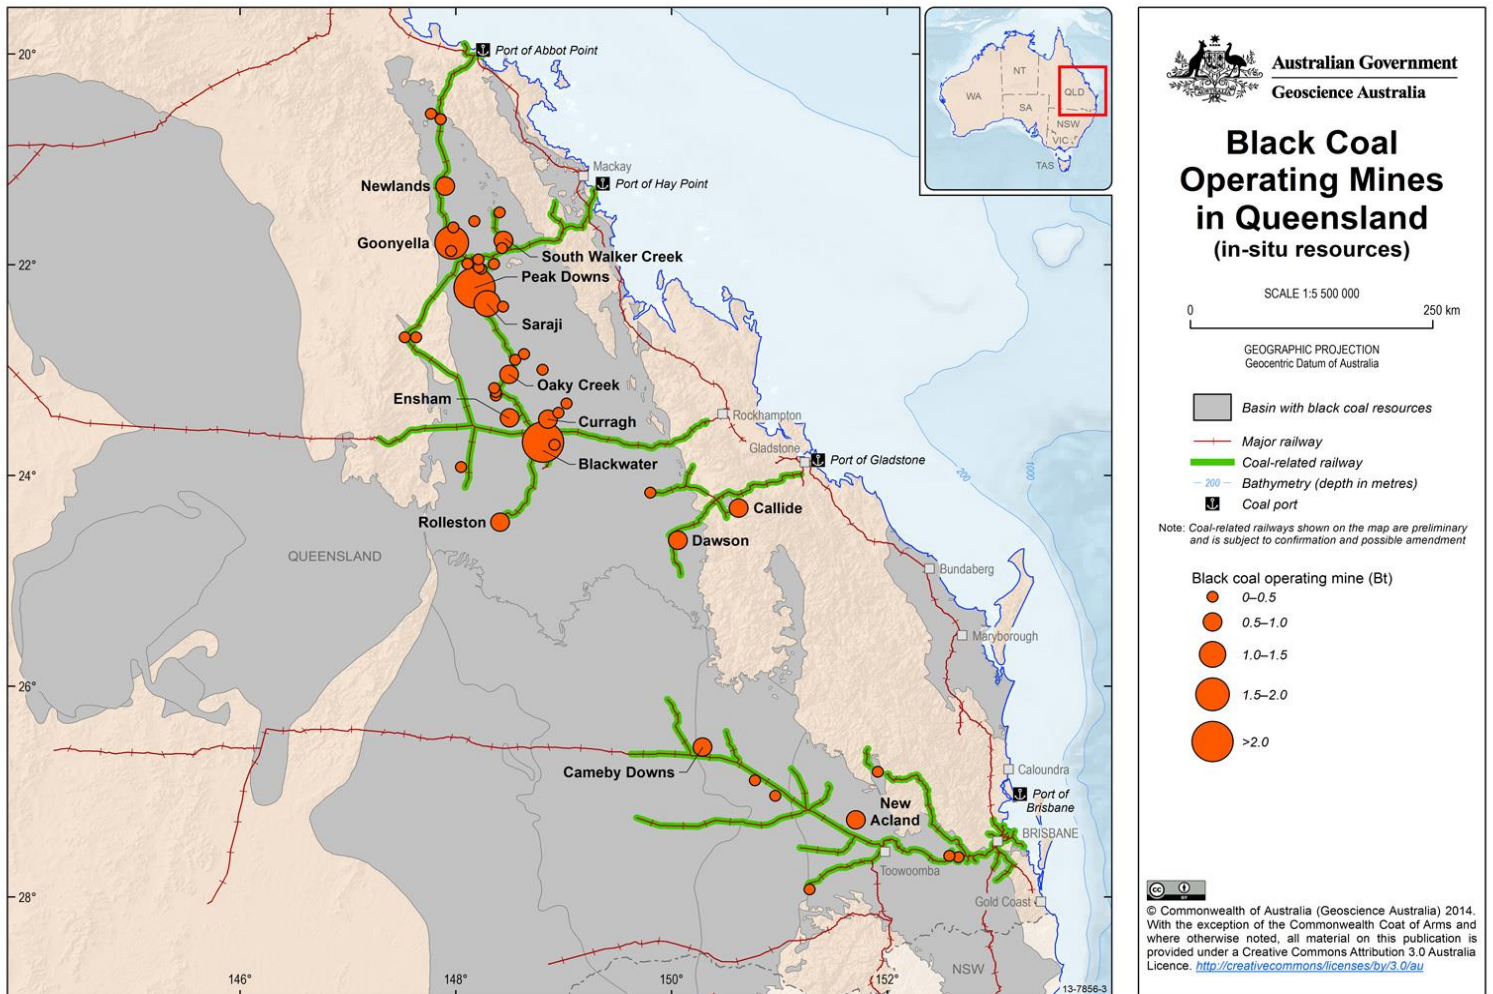 20°
22°
24°
26°
28°
146°
148°
150°
152°
Port of Abbot Point
Mackay
Port of Hay Point
Newlands
Goonyella
South Walker Creek
Peak Downs
Saraji
Oaky Creek
Ensham
Curragh
Blackwater
Rockhampton
Gladstone
Port of Gladstone
Rolleston
Callide
Dawson
QUEENSLAND
Bundaberg
Maryborough
200
1000
Cameby Downs
New
Acland
Caloundra
Port of
Brisbane
BRISBANE
Toowoomba
Gold Coast
NSW
13-7856-3
WA
NT
SA
QLD
NSW
VIC
TAS
Australian Government
Geoscience Australia
Black Coal
Operating Mines
in Queensland
(in-situ resources)
SCALE 1:5 500 000
0
250 km
GEOGRAPHIC PROJECTION
Geocentric Datum of Australia
Basin with black coal resources
Major railway
Coal-related railway
200
Bathymetry (depth in metres)
Coal port
Note: Coal-related railways shown on the map are preliminary
and is subject to confirmation and possible amendment
Black coal operating mine (Bt)
0–0.5
0.5–1.0
1.0–1.5
1.5–2.0
>2.0
© Commonwealth of Australia (Geoscience Australia) 2014.
With the exception of the Commonwealth Coat of Arms and
where otherwise noted, all material on this publication is
provided under a Creative Commons Attribution 3.0 Australia
Licence. http://creativecommons/licenses/by/3.0/au